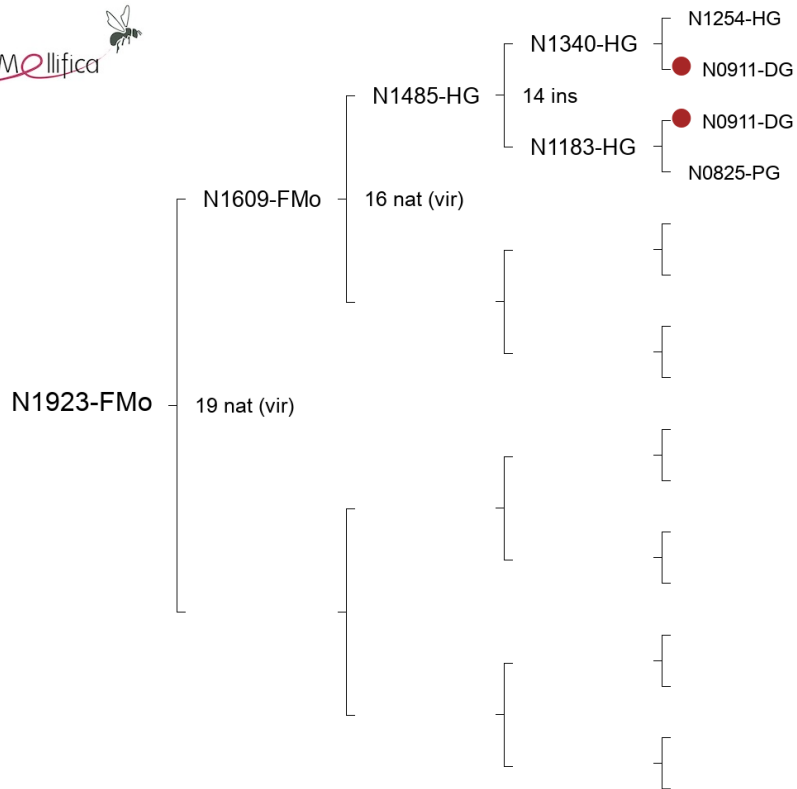 Mellifica
N1254-HG
N1340-HG
N0911-DG
N1485-HG
14 ins
N0911-DG
N1183-HG
N0825-PG
N1609-FMo
16 nat (vir)
N1923-FMo
19 nat (vir)